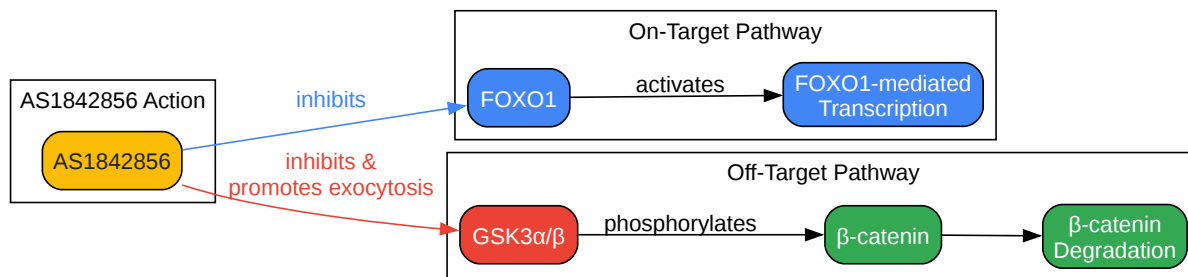 On-Target Pathway
AS1842856 Action
inhibits
FOXO1
activates
FOXO1-mediated
Transcription
AS1842856
inhibits &
promotes exocytosis
Off-Target Pathway
GSK3α/β
phosphorylates
β-catenin
β-catenin
Degradation